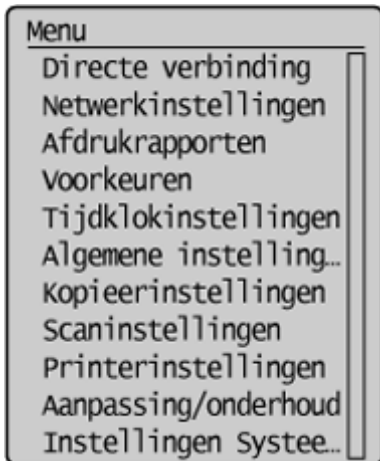 Menu
Directe verbinding
Netwerkinstellingen
Afdrukrapporten
Voorkeuren
Tijdklokinstellingen
Algemene instelling…
Kopieerinstellingen
Scaninstellingen
Printerinstellingen
Aanpassing/onderhoud
Instellingen Systee…